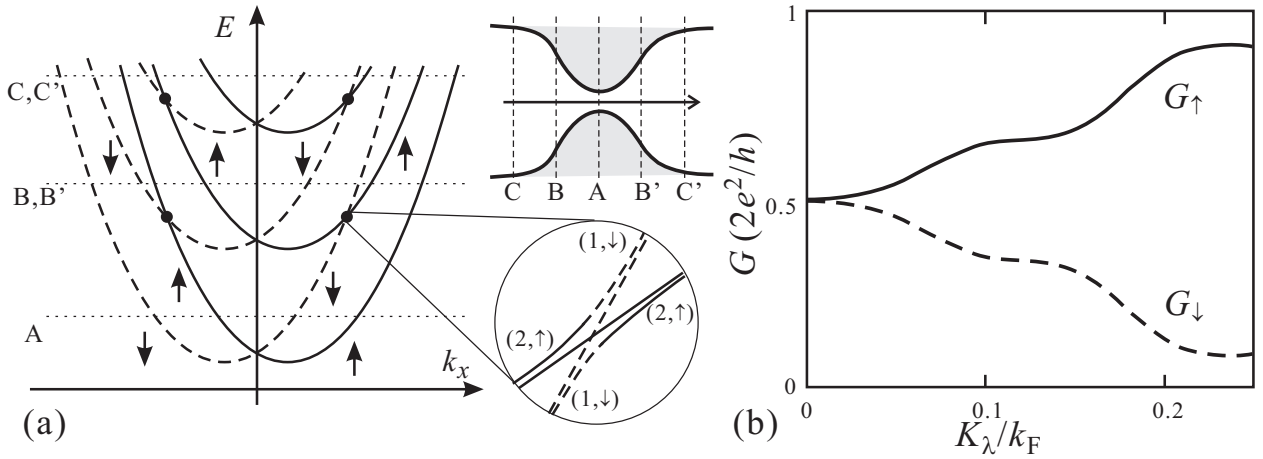 E
C,C'
B,B'
A
k_x
(a)
C B A B' C'
(1,↓)
(2,↑)
(2,↑)
(1,↓)
1
0.5
0
G (2e²/h)
G↑
G↓
0 0.1 0.2
K_λ/k_F
(b)